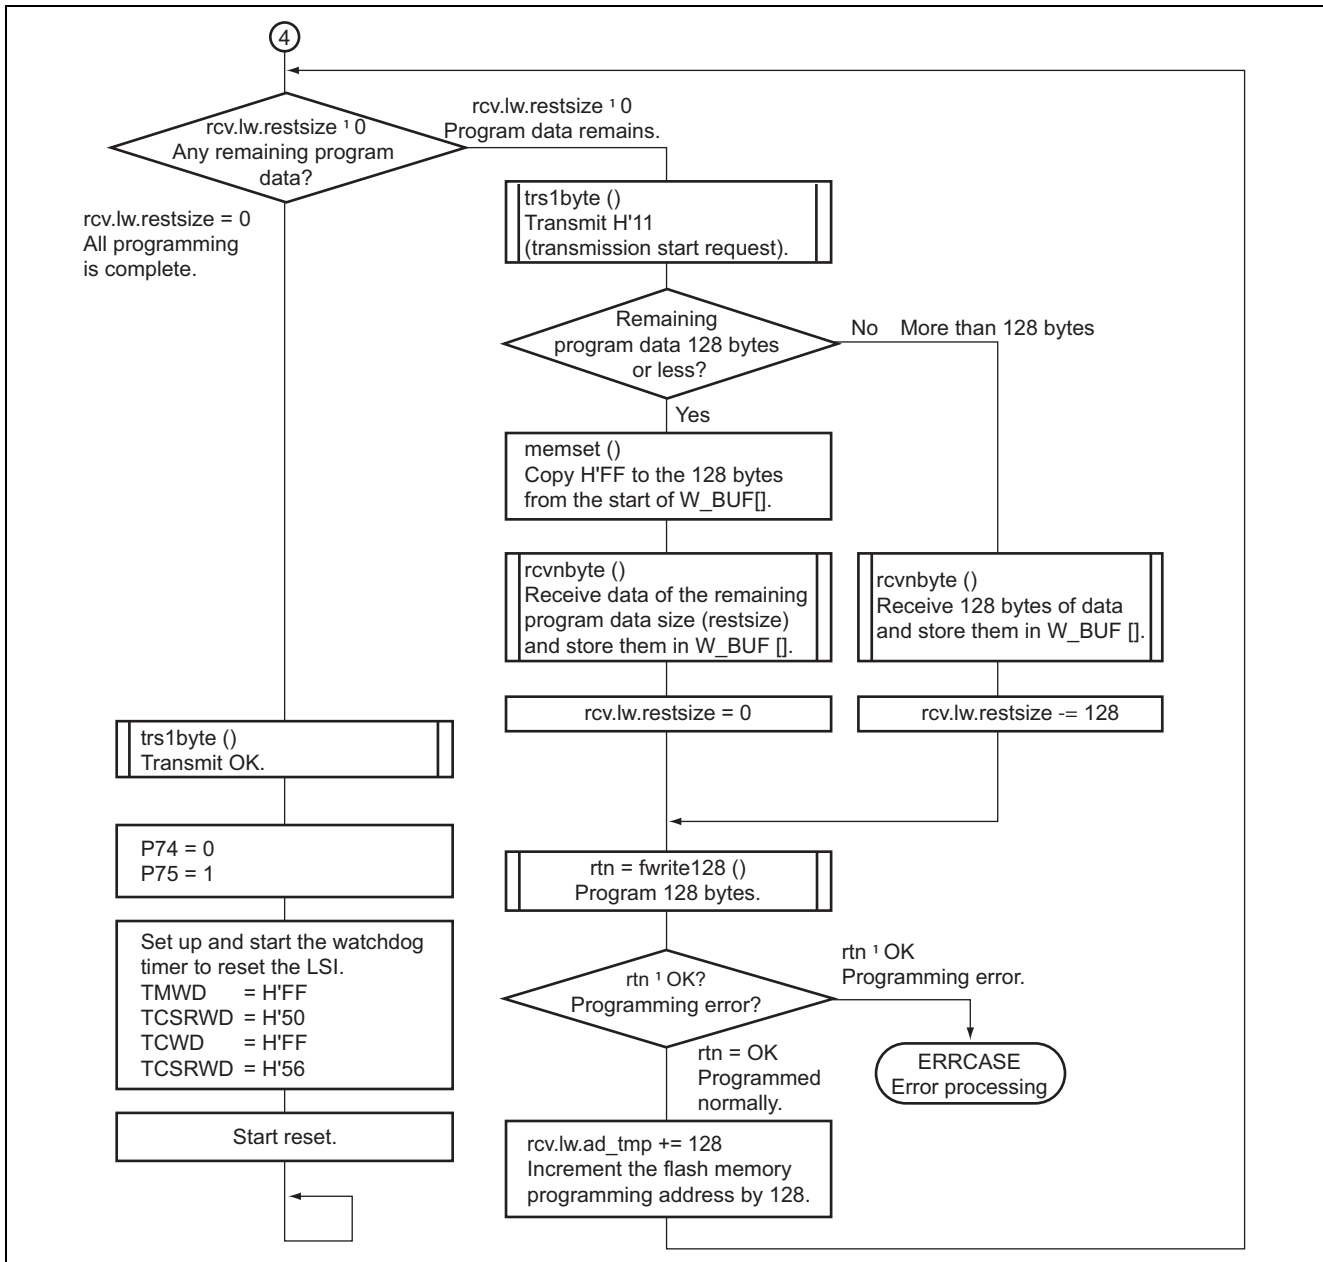 4
rcv.lw.restsize ¹ 0
Any remaining program
data?
rcv.lw.restsize ¹ 0
Program data remains.
rcv.lw.restsize = 0
All programming
is complete.
trs1byte ()
Transmit H'11
(transmission start request).
Remaining
program data 128 bytes
or less?
No More than 128 bytes
Yes
memset ()
Copy H'FF to the 128 bytes
from the start of W_BUF[].
rcvnbyte ()
Receive data of the remaining
program data size (restsize)
and store them in W_BUF [].
rcvnbyte ()
Receive 128 bytes of data
and store them in W_BUF [].
rcv.lw.restsize = 0
rcv.lw.restsize -= 128
trs1byte ()
Transmit OK.
P74 = 0
P75 = 1
Set up and start the watchdog
timer to reset the LSI.
TMWD = H'FF
TCSRWD = H'50
TCWD = H'FF
TCSRWD = H'56
Start reset.
rtn = fwrite128 ()
Program 128 bytes.
rtn ¹ OK?
Programming error?
rtn ¹ OK
Programming error.
ERRCASE
Error processing
rtn = OK
Programmed
normally.
rcv.lw.ad_tmp += 128
Increment the flash memory
programming address by 128.